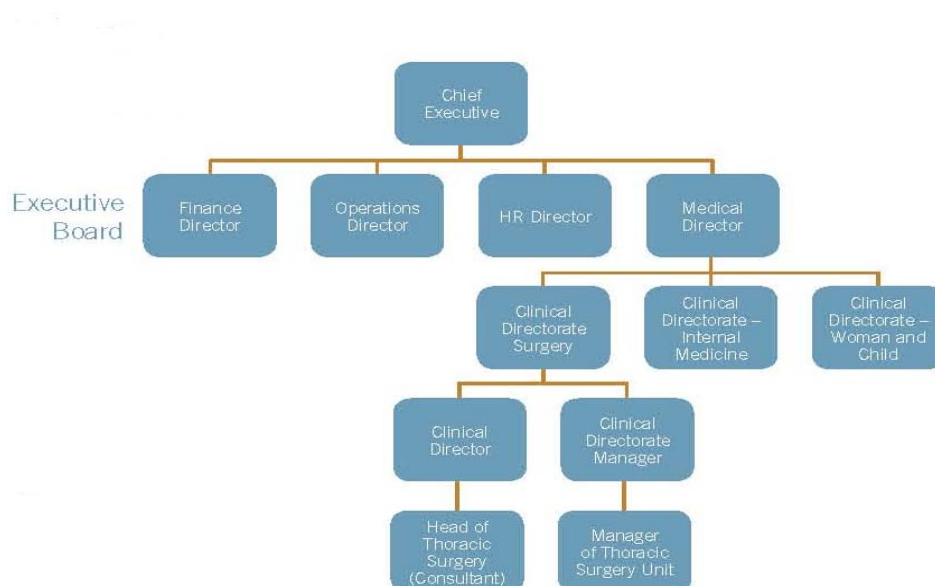 Chief
Executive
Executive
Board
Finance
Director
Operations
Director
HR Director
Medical
Director
Clinical
Directorate
Surgery
Clinical
Directorate –
Internal
Medicine
Clinical
Directorate –
Woman and
Child
Clinical
Director
Clinical
Directorate
Manager
Head of
Thoracic
Surgery
(Consultant)
Manager
of Thoracic
Surgery Unit